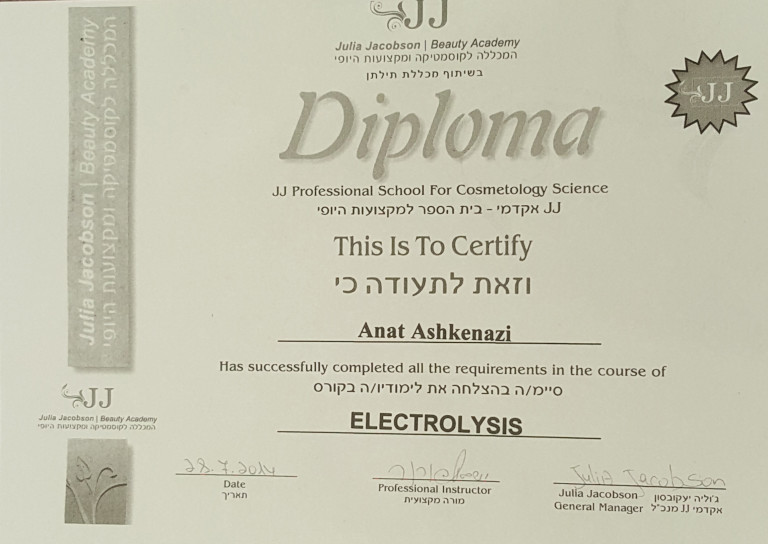 JJ
Julia Jacobson | Beauty Academy
המכללה לקוסמטיקה ומקצועות היופי
בשיתוף מכללת תילתן
Diploma
JJ
JJ Professional School For Cosmetology Science
JJ אקדמי - בית הספר למקצועות היופי
This Is To Certify
וזאת לתעודה כי
Anat Ashkenazi
Has successfully completed all the requirements in the course of
סיימ/ה בהצלחה את לימודיו/ה בקורס
ELECTROLYSIS
28.7.2014
Date
תאריך
Professional Instructor
מורה מקצועית
Julia Jacobson
Julia Jacobson ג'וליה יעקובסון
General Manager אקדמי JJ מנכ"ל
Julia Jacobson | Beauty Academy
המכללה לקוסמטיקה ומקצועות היופי
JJ
Julia Jacobson | Beauty Academy
המכללה לקוסמטיקה ומקצועות היופי